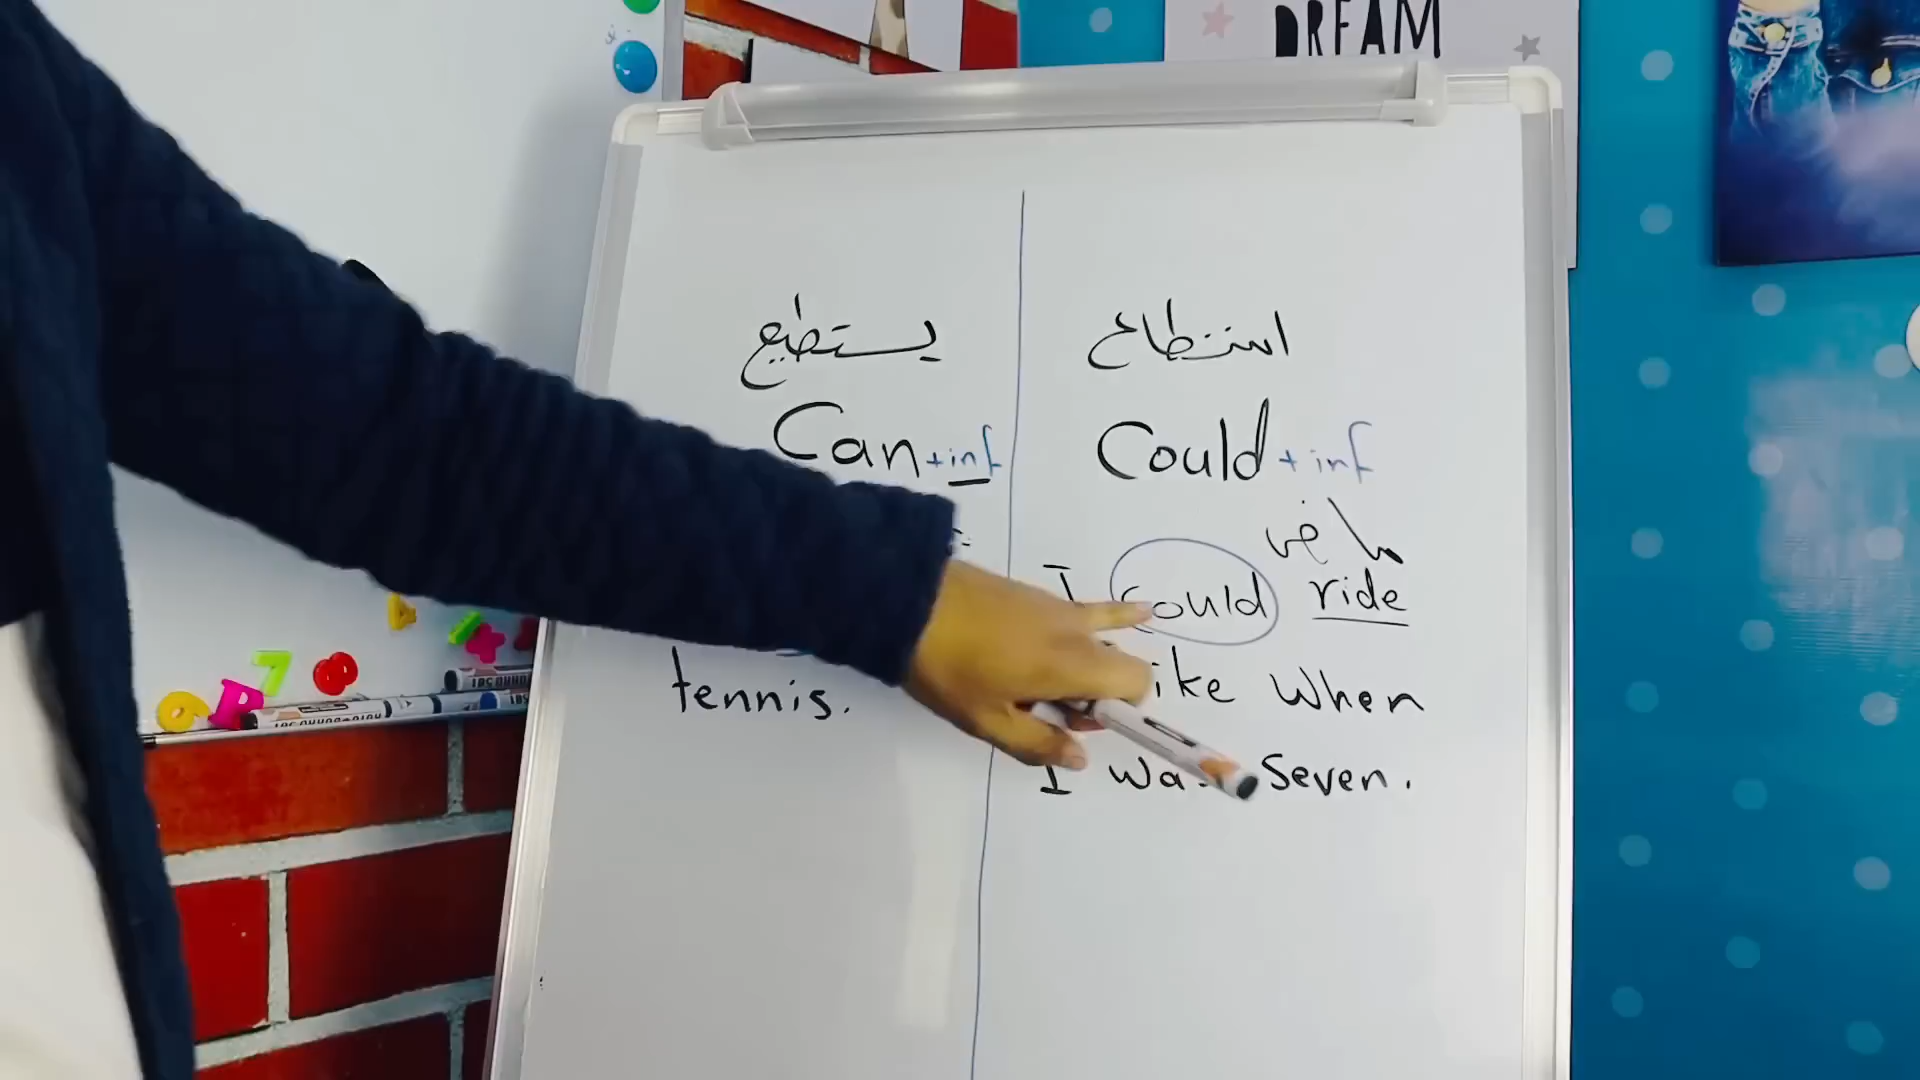 DREAM
يستطيع
Can + inf
tennis.
استطاع
Could + inf
ماضي
I could ride
ike When
I wa Seven.